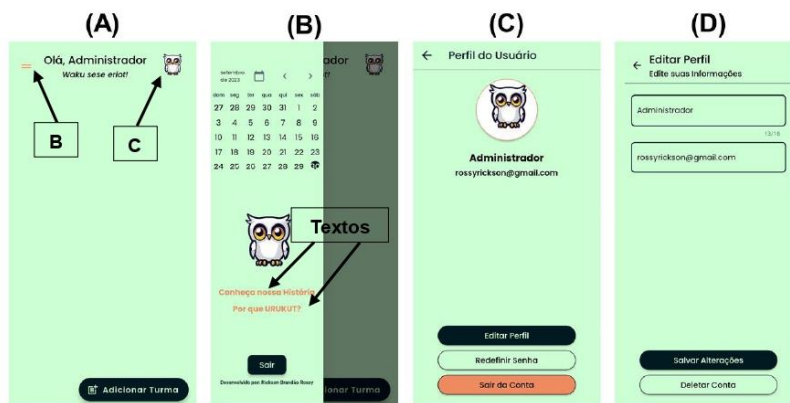 (A)
Olá, Administrador
Waku sese eriot!
B
C
Adicionar Turma
(B)
setembro
de 2023
dom seg ter qua qui sex sáb
27 28 29 30 31 1 2
3 4 5 6 7 8 9
10 11 12 13 14 15 16
17 18 19 20 21 22 23
24 25 26 27 28 29
ador
Textos
Conheça nossa História
Por que URUKUT?
Sair
Desenvolvido por Rickson Brandão Rossy
ionar Turma
(C)
Perfil do Usuário
Administrador
rossyrickson@gmail.com
Editar Perfil
Redefinir Senha
Sair da Conta
(D)
Editar Perfil
Edite suas Informações
Administrador
13/15
rossyrickson@gmail.com
Salvar Alterações
Deletar Conta